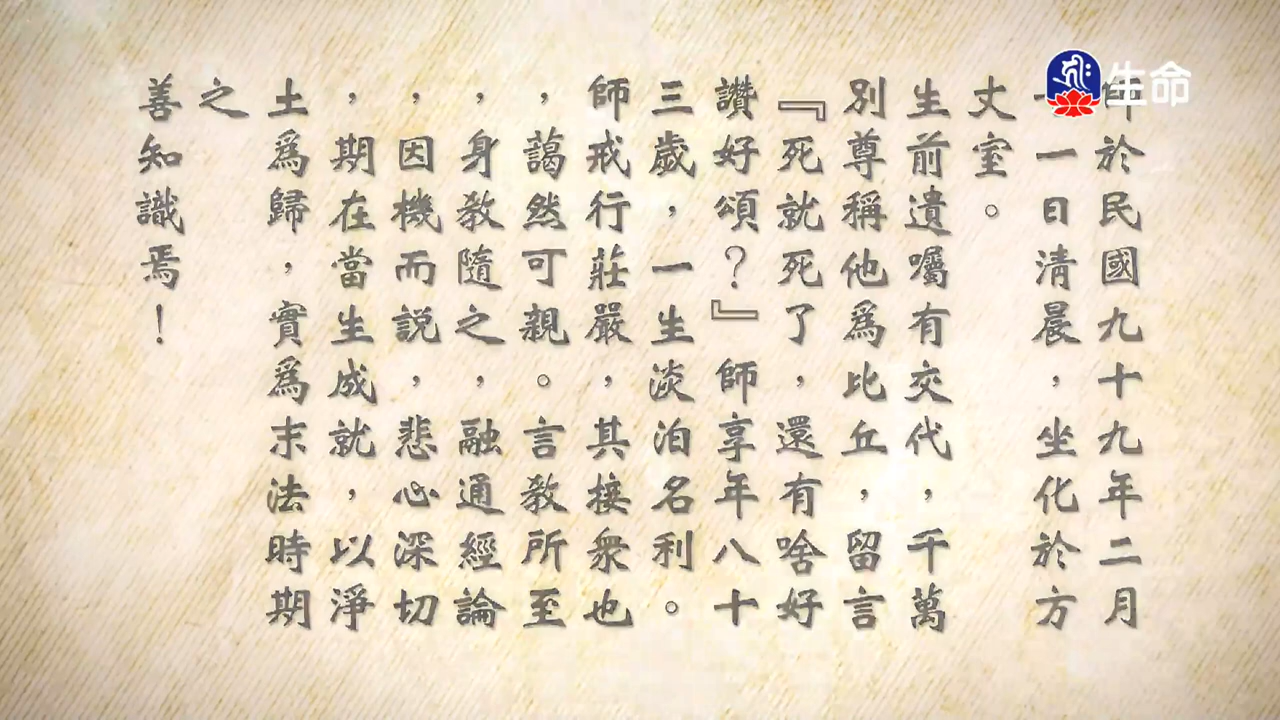 師於民國九十九年二月
一日清晨，坐化於方
丈室。
生前遺囑有交代，千萬
別尊稱他爲比丘，留言
『死就死了，還有啥好
讚好頌？』師享年八十
三歲，一生淡泊名利。
師戒行莊嚴，其接衆也
，藹然可親。言教所至
，身教隨之，融通經論
，因機而説，悲心深切
，期在當生成就，以淨
土爲歸，實爲末法時期
之
善知識焉！
生命